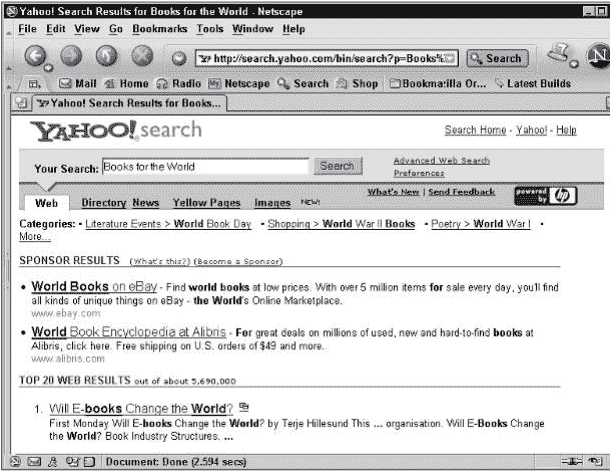 Yahoo! Search Results for Books for the World - Netscape
File Edit View Go Bookmarks Tools Window Help
http://search.yahoo.com/bin/search?p=Books% Search
Mail Home Radio Netscape Search Shop Bookmarilla Or... Latest Builds
Yahoo! Search Results for Books...
YAHOO! search Search Home - Yahoo! - Help
Your Search: Books for the World Search Advanced Web Search
Preferences
What's New | Send Feedback powered by hp
Web Directory News Yellow Pages Images NEW!
Categories: • Literature Events > World Book Day • Shopping > World War II Books • Poetry > World War I •
More...
SPONSOR RESULTS (What's this?) (Become a Sponsor)
• World Books on eBay - Find world books at low prices. With over 5 million items for sale every day, you'll find
all kinds of unique things on eBay - the World's Online Marketplace.
www.ebay.com
• World Book Encyclopedia at Alibris - For great deals on millions of used, new and hard-to-find books at
Alibris, click here. Free shipping on U.S. orders of $49 and more.
www.alibris.com
TOP 20 WEB RESULTS out of about 5,690,000
1. Will E-books Change the World?
First Monday Will E-books Change the World? by Terje Hillesund This ... organisation. Will E-Books Change
the World? Book Industry Structures. ...
Document: Done (2.594 secs)